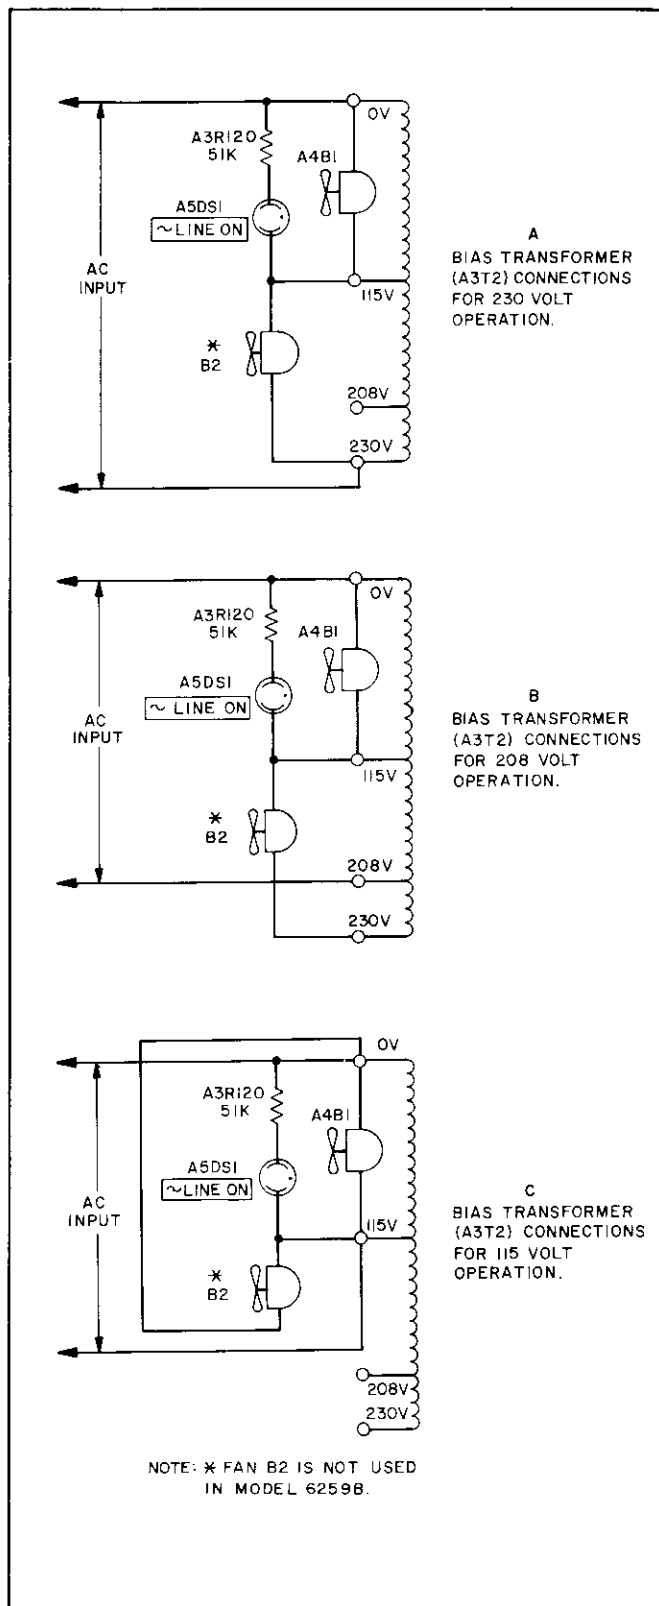 0V
A3R120
51K
A4B1
A5DS1
~LINE ON
AC
INPUT
115V
*
B2
208V
230V
A
BIAS TRANSFORMER
(A3T2) CONNECTIONS
FOR 230 VOLT
OPERATION.
0V
A3R120
51K
A4B1
A5DS1
~ LINE ON
AC
INPUT
115V
*
B2
208V
230V
B
BIAS TRANSFORMER
(A3T2) CONNECTIONS
FOR 208 VOLT
OPERATION.
0V
A3R120
51K
A4B1
A5DS1
~LINE ON
AC
INPUT
115V
*
B2
208V
230V
C
BIAS TRANSFORMER
(A3T2) CONNECTIONS
FOR 115 VOLT
OPERATION.
NOTE: * FAN B2 IS NOT USED
IN MODEL 6259B.